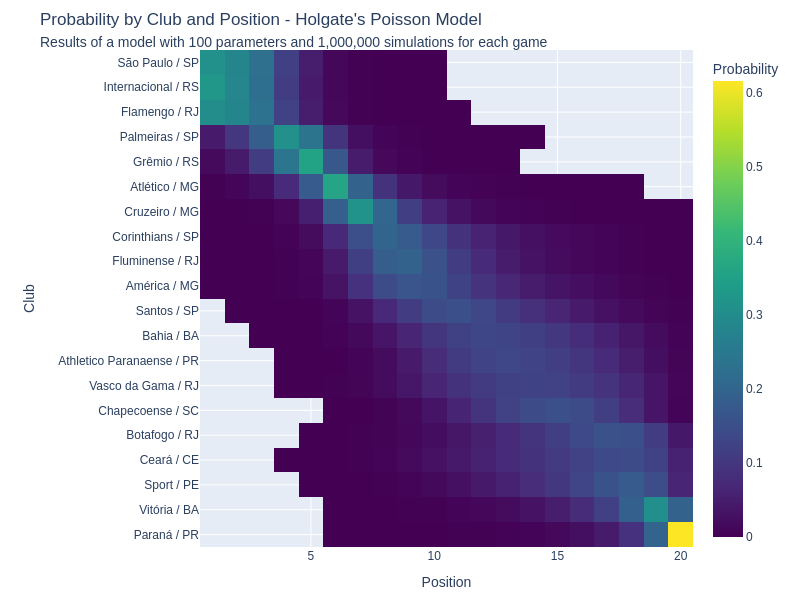 Probability by Club and Position - Holgate's Poisson Model
Results of a model with 100 parameters and 1,000,000 simulations for each game
Probability
São Paulo / SP
Internacional / RS
Flamengo / RJ
Palmeiras / SP
Grêmio / RS
Atlético / MG
Cruzeiro / MG
Corinthians / SP
Fluminense / RJ
América / MG
Santos / SP
Bahia / BA
Athletico Paranaense / PR
Vasco da Gama / RJ
Chapecoense / SC
Botafogo / RJ
Ceará / CE
Sport / PE
Vitória / BA
Paraná / PR
Club
5
10
15
20
Position
0.6
0.5
0.4
0.3
0.2
0.1
0